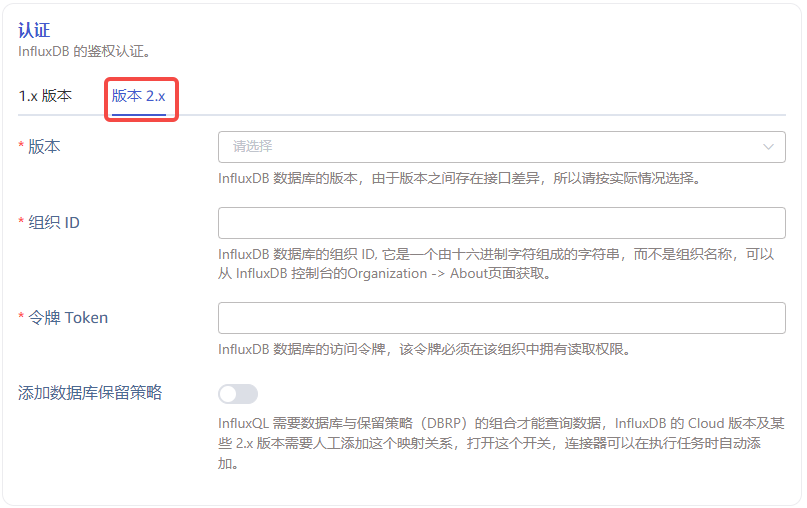 认证
InfluxDB 的鉴权认证。
1.x 版本
版本 2.x
* 版本
请选择
InfluxDB 数据库的版本，由于版本之间存在接口差异，所以请按实际情况选择。
* 组织 ID
InfluxDB 数据库的组织 ID, 它是一个由十六进制字符组成的字符串，而不是组织名称，可以
从 InfluxDB 控制台的Organization -> About页面获取。
* 令牌 Token
InfluxDB 数据库的访问令牌，该令牌必须在该组织中拥有读取权限。
添加数据库保留策略
InfluxQL 需要数据库与保留策略（DBRP）的组合才能查询数据，InfluxDB 的 Cloud 版本及某
些 2.x 版本需要人工添加这个映射关系，打开这个开关，连接器可以在执行任务时自动添
加。